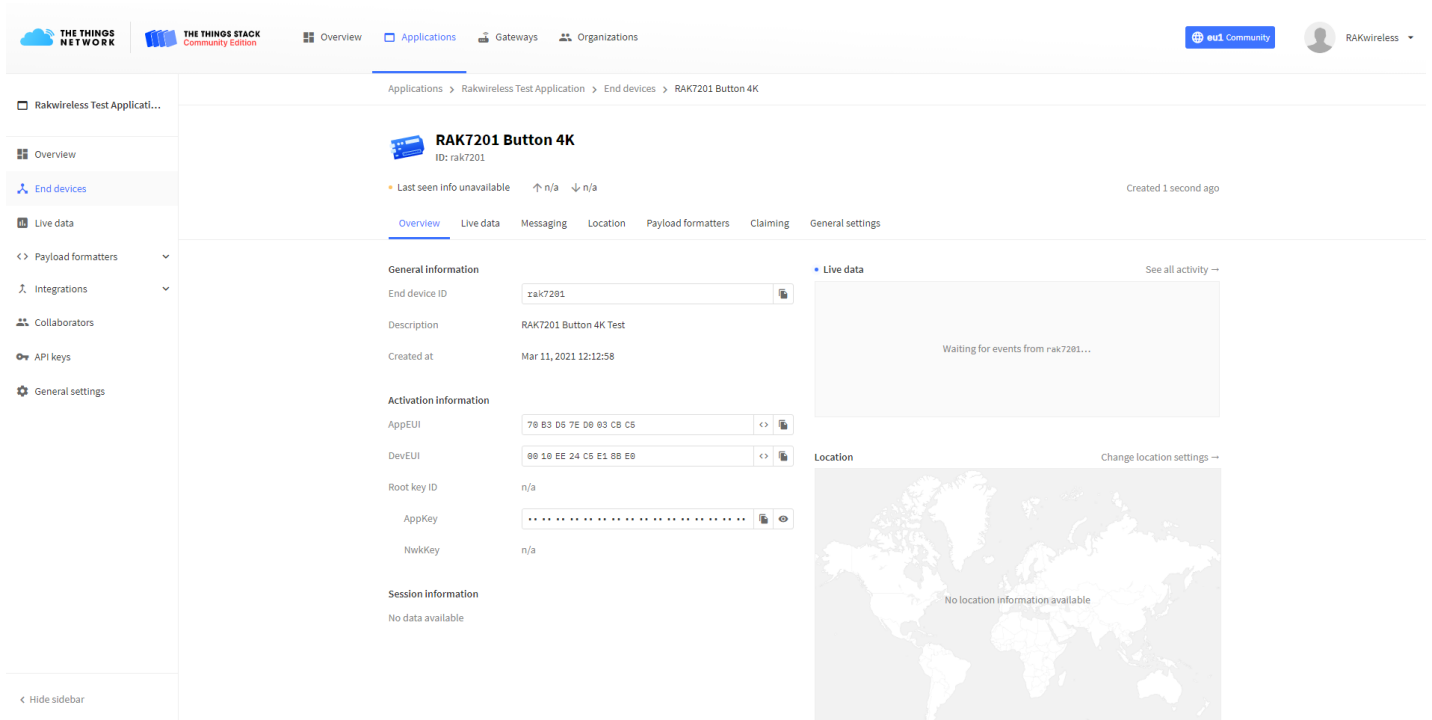 THE THINGS NETWORK
THE THINGS STACK
Community Edition
Overview
Applications
Gateways
Organizations
eu1 Community
RAKwireless
Rakwireless Test Applicati...
Overview
End devices
Live data
Payload formatters
Integrations
Collaborators
API keys
General settings
Hide sidebar
Applications > Rakwireless Test Application > End devices > RAK7201 Button 4K
RAK7201 Button 4K
ID: rak7201
Last seen info unavailable ↑ n/a ↓ n/a
Created 1 second ago
Overview Live data Messaging Location Payload formatters Claiming General settings
General information
End device ID rak7201
Description RAK7201 Button 4K Test
Created at Mar 11, 2021 12:12:58
Activation information
AppEUI 70 B3 D5 7E D0 03 CB C5
DevEUI 00 10 EE 24 C5 E1 8B E0
Root key ID n/a
AppKey
NwkKey n/a
Session information
No data available
Live data
See all activity →
Waiting for events from rak7201...
Location
Change location settings →
No location information available